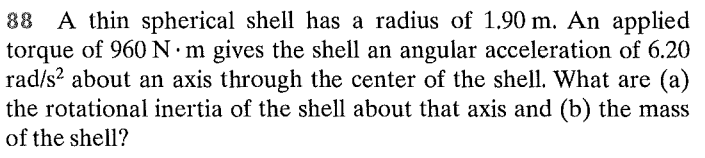 88 A thin spherical shell has a radius of 1.90 m. An applied
torque of 960 N · m gives the shell an angular acceleration of 6.20
rad/s² about an axis through the center of the shell. What are (a)
the rotational inertia of the shell about that axis and (b) the mass
of the shell?